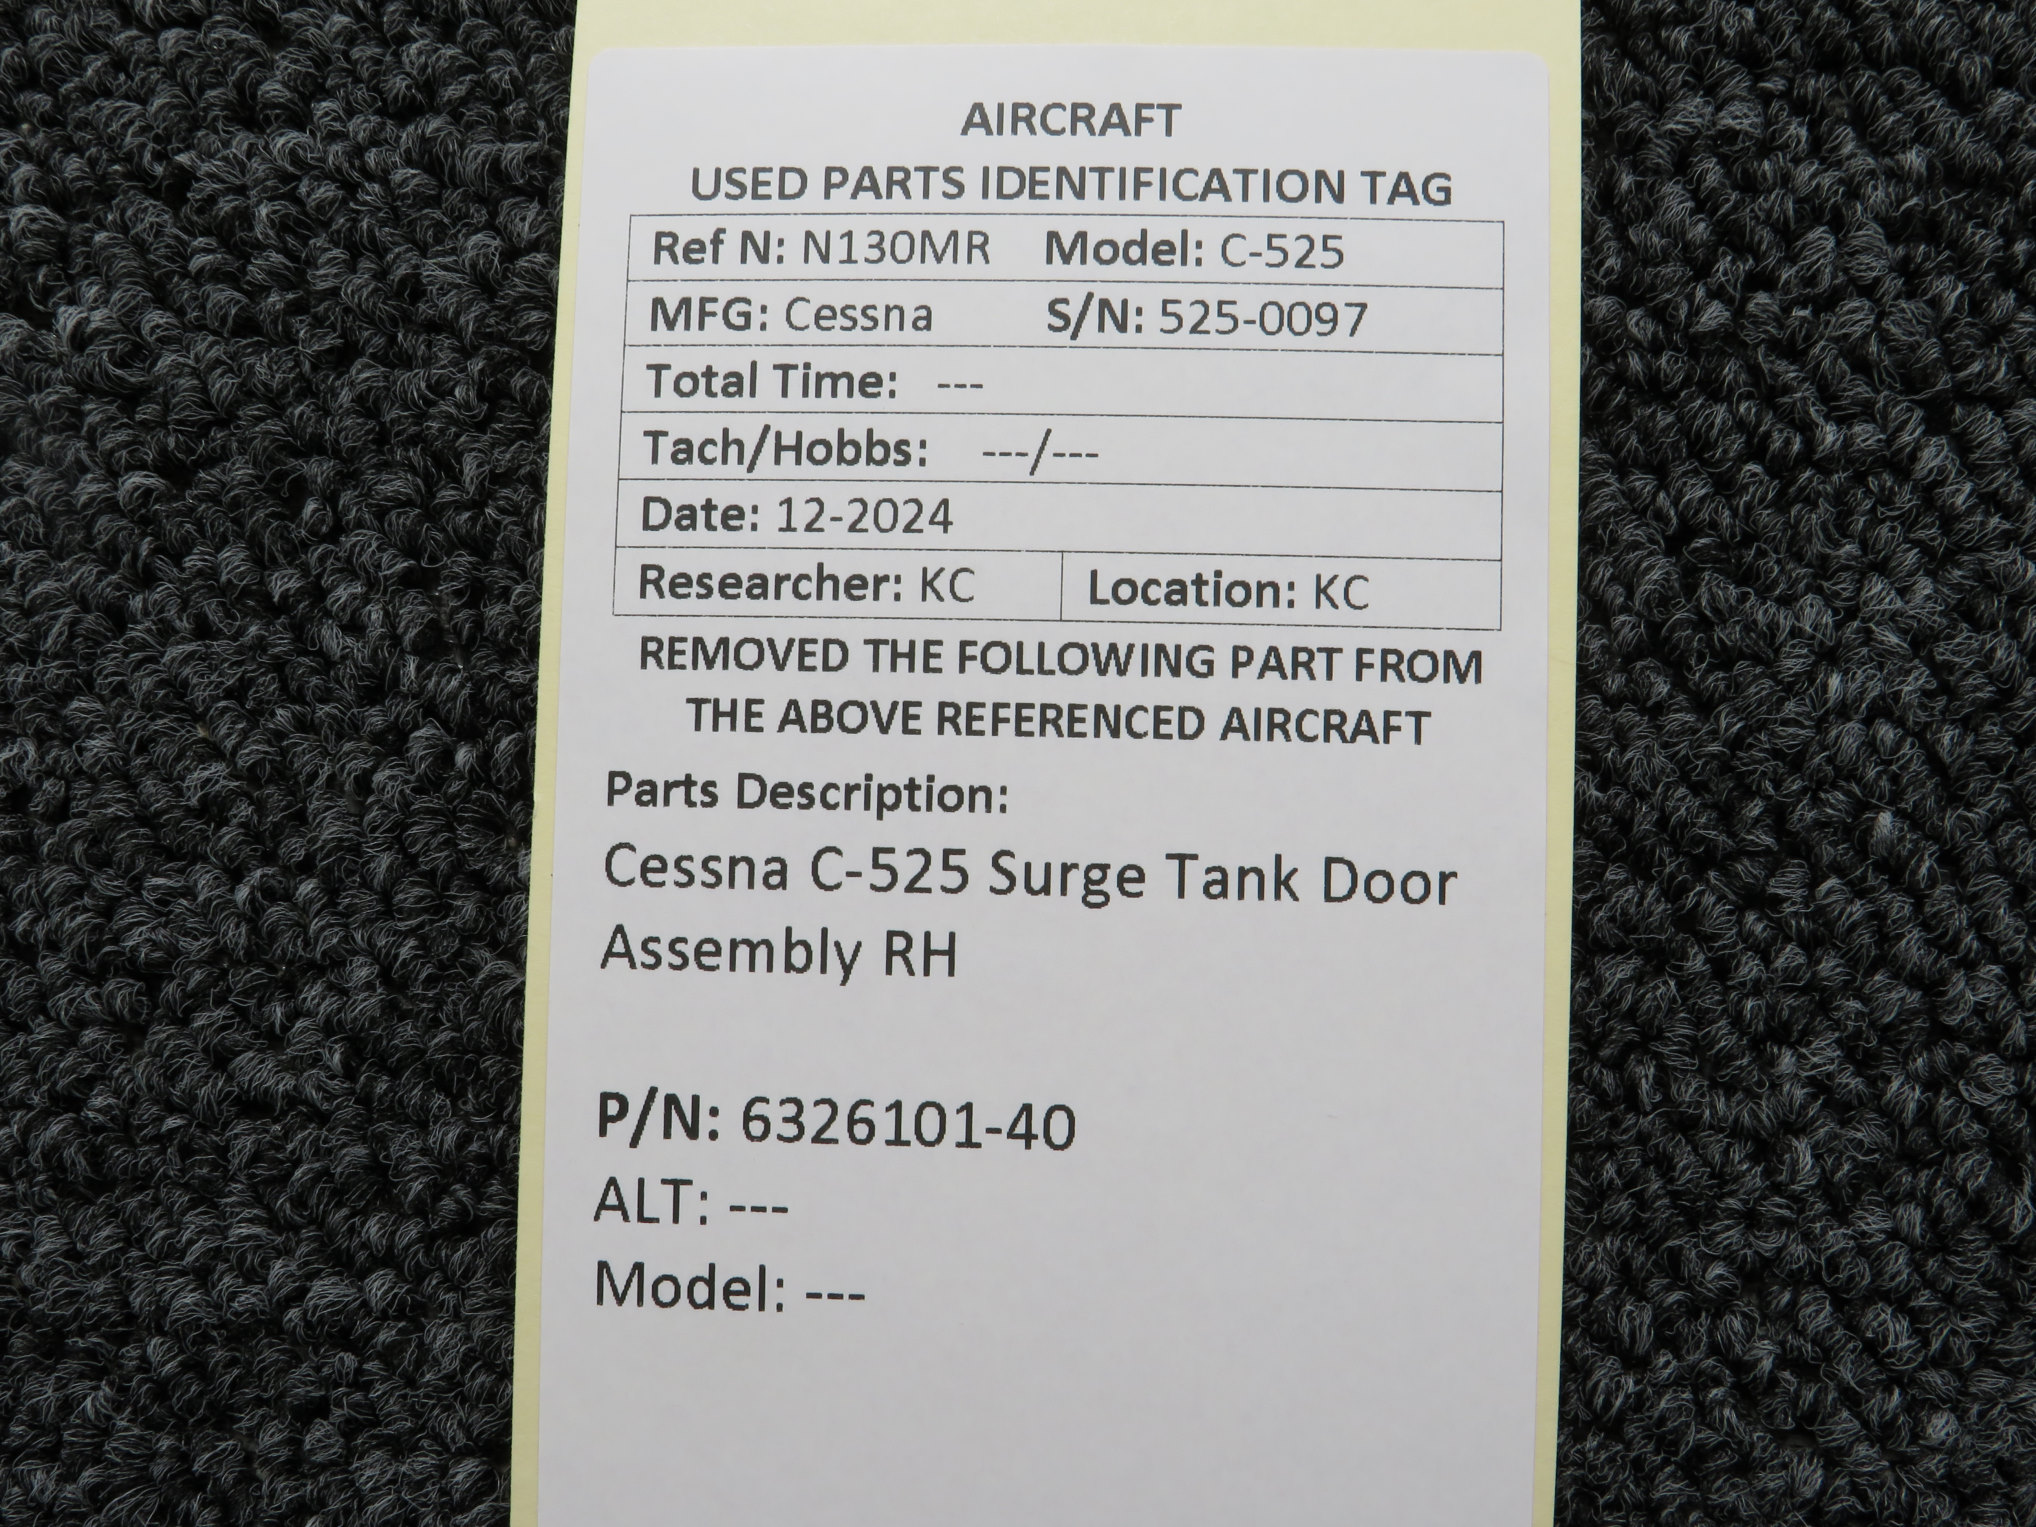 AIRCRAFT
USED PARTS IDENTIFICATION TAG
Ref N: N130MR Model: C-525
MFG: Cessna S/N: 525-0097
Total Time: ---
Tach/Hobbs: ---/---
Date: 12-2024
Researcher: KC Location: KC
REMOVED THE FOLLOWING PART FROM
THE ABOVE REFERENCED AIRCRAFT
Parts Description:
Cessna C-525 Surge Tank Door
Assembly RH
P/N: 6326101-40
ALT: ---
Model: ---